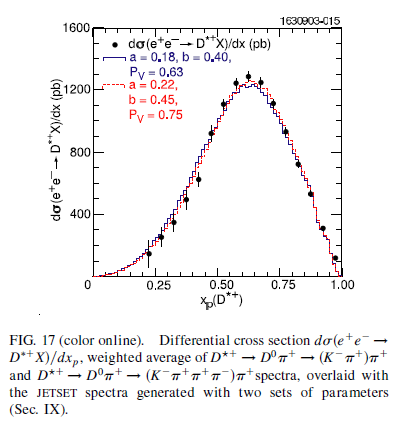 1630903-015
1600
dσ(e⁺e⁻→ D*⁺X)/dx (pb)
a = 0.18, b = 0.40,
P_V = 0.63
1200
a = 0.22,
b = 0.45,
P_V = 0.75
800
400
dσ(e⁺e⁻→ D*⁺X)/dx (pb)
0 0.25 0.50 0.75 1.00
x_p(D*⁺)
FIG. 17 (color online). Differential cross section dσ(e⁺e⁻ →
D*⁺X)/dx_p, weighted average of D*⁺ → D⁰π⁺ → (K⁻π⁺)π⁺
and D*⁺ → D⁰π⁺ → (K⁻π⁺π⁺π⁻)π⁺ spectra, overlaid with
the JETSET spectra generated with two sets of parameters
(Sec. IX).